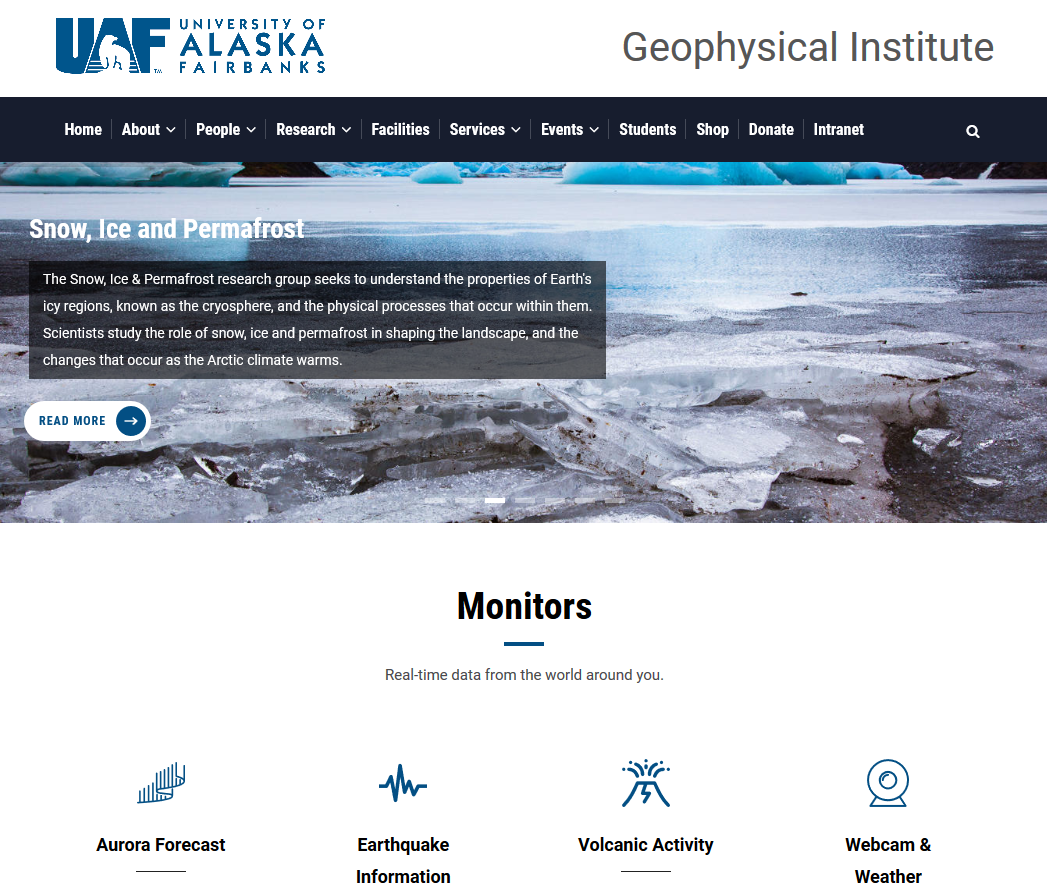 UAF
TM
UNIVERSITY OF
ALASKA
FAIRBANKS
Geophysical Institute
Home About People Research Facilities Services Events Students Shop Donate Intranet
Snow, Ice and Permafrost
The Snow, Ice & Permafrost research group seeks to understand the properties of Earth's
icy regions, known as the cryosphere, and the physical processes that occur within them.
Scientists study the role of snow, ice and permafrost in shaping the landscape, and the
changes that occur as the Arctic climate warms.
READ MORE
Monitors
Real-time data from the world around you.
Aurora Forecast
Earthquake
Information
Volcanic Activity
Webcam &
Weather